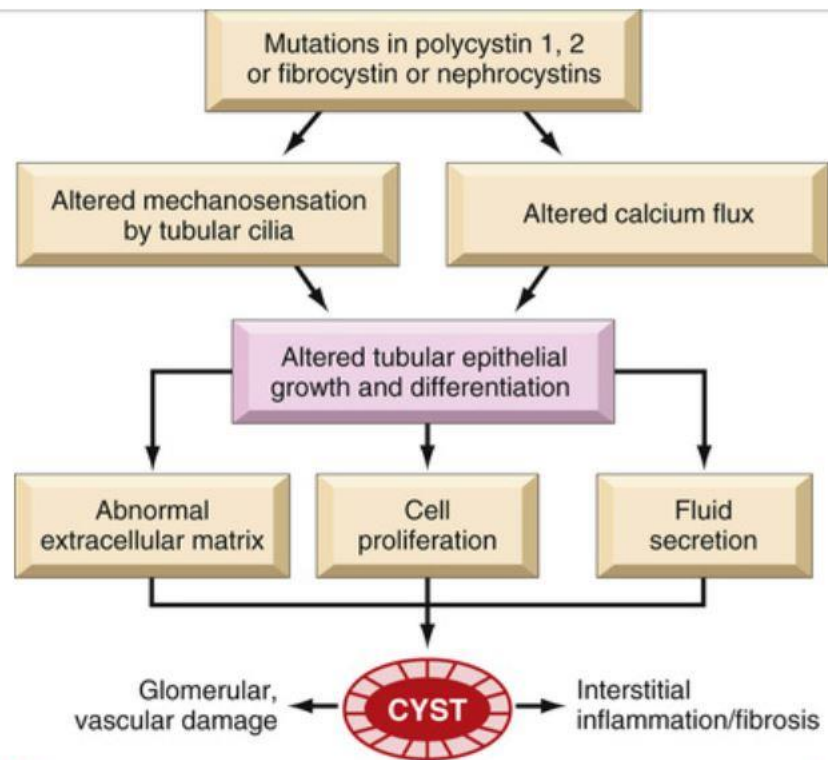 Mutations in polycystin 1, 2
or fibrocystin or nephrocystins
Altered mechanosensation
by tubular cilia
Altered calcium flux
Altered tubular epithelial
growth and differentiation
Abnormal
extracellular matrix
Cell
proliferation
Fluid
secretion
Glomerular,
vascular damage
CYST
Interstitial
inflammation/fibrosis